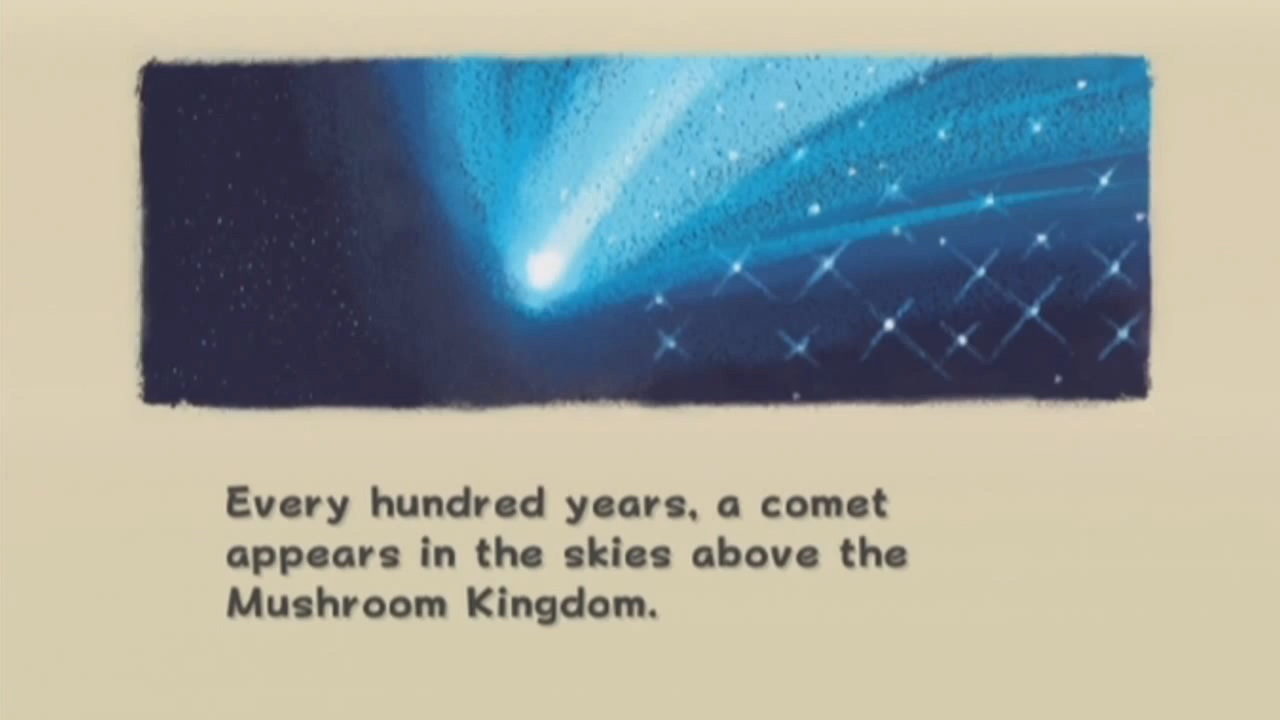 Every hundred years, a comet
appears in the skies above the
Mushroom Kingdom.